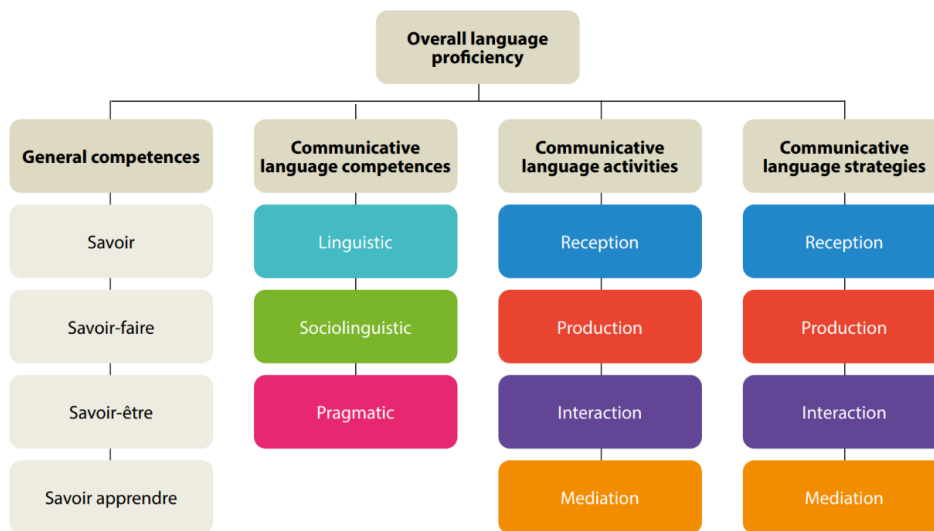 Overall language
proficiency
General competences
Communicative
language competences
Communicative
language activities
Communicative
language strategies
Savoir
Linguistic
Reception
Reception
Savoir-faire
Sociolinguistic
Production
Production
Savoir-être
Pragmatic
Interaction
Interaction
Savoir apprendre
Mediation
Mediation